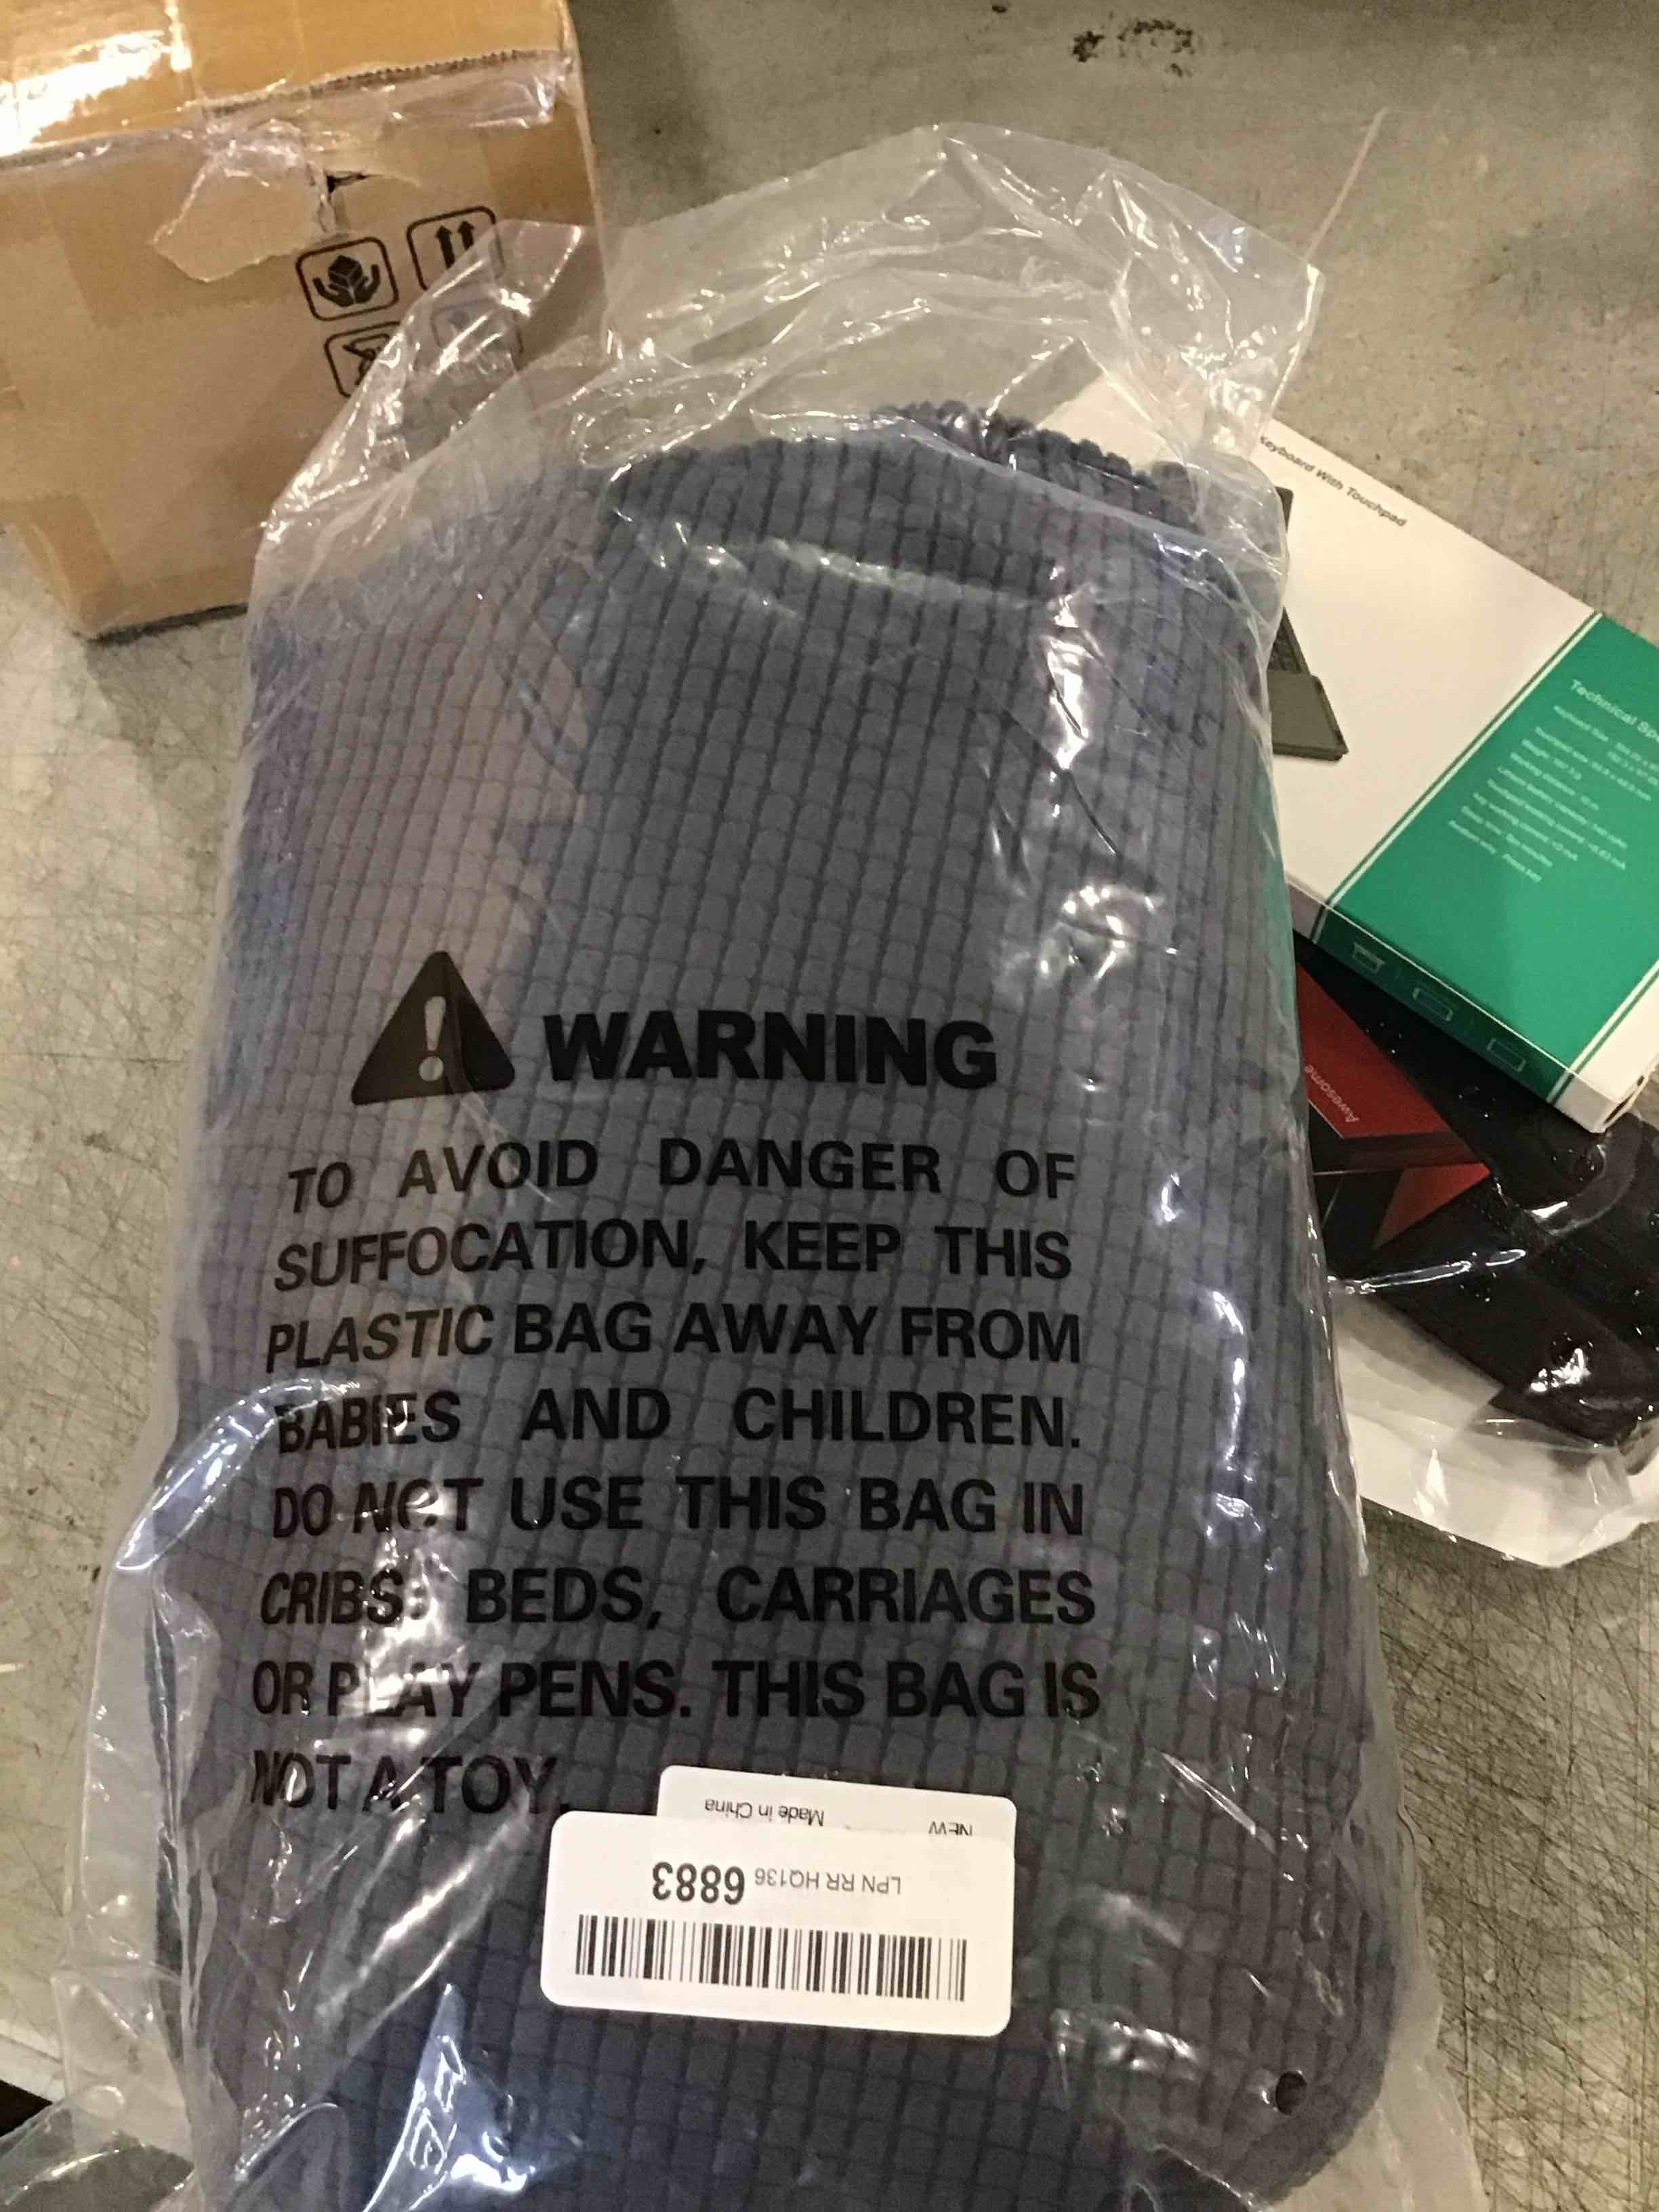 Keyboard With Touchpad
Technical
Awesome
WARNING
TO AVOID DANGER OF
SUFFOCATION, KEEP THIS
PLASTIC BAG AWAY FROM
BABIES AND CHILDREN.
DO NOT USE THIS BAG IN
CRIBS, BEDS, CARRIAGES
OR PLAY PENS. THIS BAG IS
NOT A TOY.
NEW
Made in China
LPN RR HQ136 6883